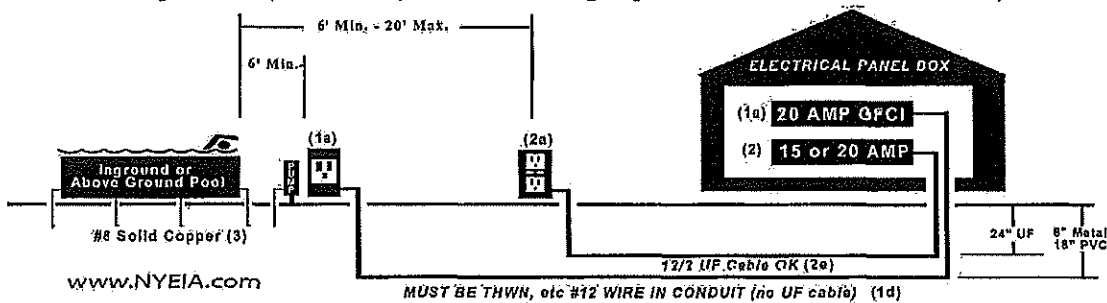 6' Min. - 20' Max.
6' Min.
ELECTRICAL PANEL BOX
(1a) 20 AMP GFCI
(2) 15 or 20 AMP
(1a)
(2a)
PUMP
Inground or
Above Ground Pool
#8 Solid Copper (3)
24" UF
6" Metal
18" PVC
12/2 UF Cable OK (2e)
www.NYEIA.com
MUST BE THWN, etc #12 WIRE IN CONDUIT (no UF cable) (1d)